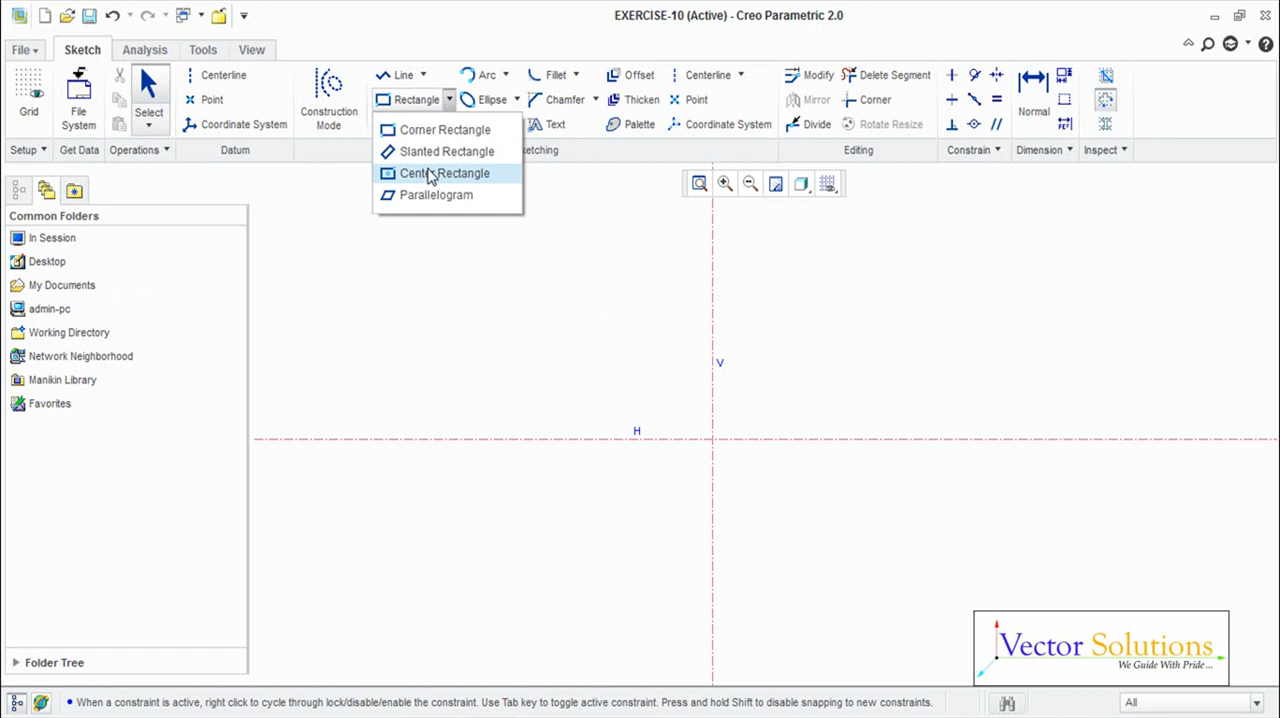 EXERCISE-10 (Active) - Creo Parametric 2.0
File Sketch Analysis Tools View
Centerline Line Arc Fillet Offset Centerline Modify Delete Segment
Point Rectangle Ellipse Chamfer Thicken Point Mirror Corner
Grid File System Select Coordinate System Construction Mode Text Palette Coordinate System Divide Rotate Resize Normal
Setup Get Data Operations Datum etching Editing Constrain Dimension Inspect
Corner Rectangle
Slanted Rectangle
Center Rectangle
Parallelogram
Common Folders
In Session
Desktop
My Documents
admin-pc
Working Directory
Network Neighborhood
Manikin Library
Favorites
V
H
Folder Tree
Vector Solutions
We Guide With Pride...
When a constraint is active, right click to cycle through lock/disable/enable the constraint. Use Tab key to toggle active constraint. Press and hold Shift to disable snapping to new constraints.
All